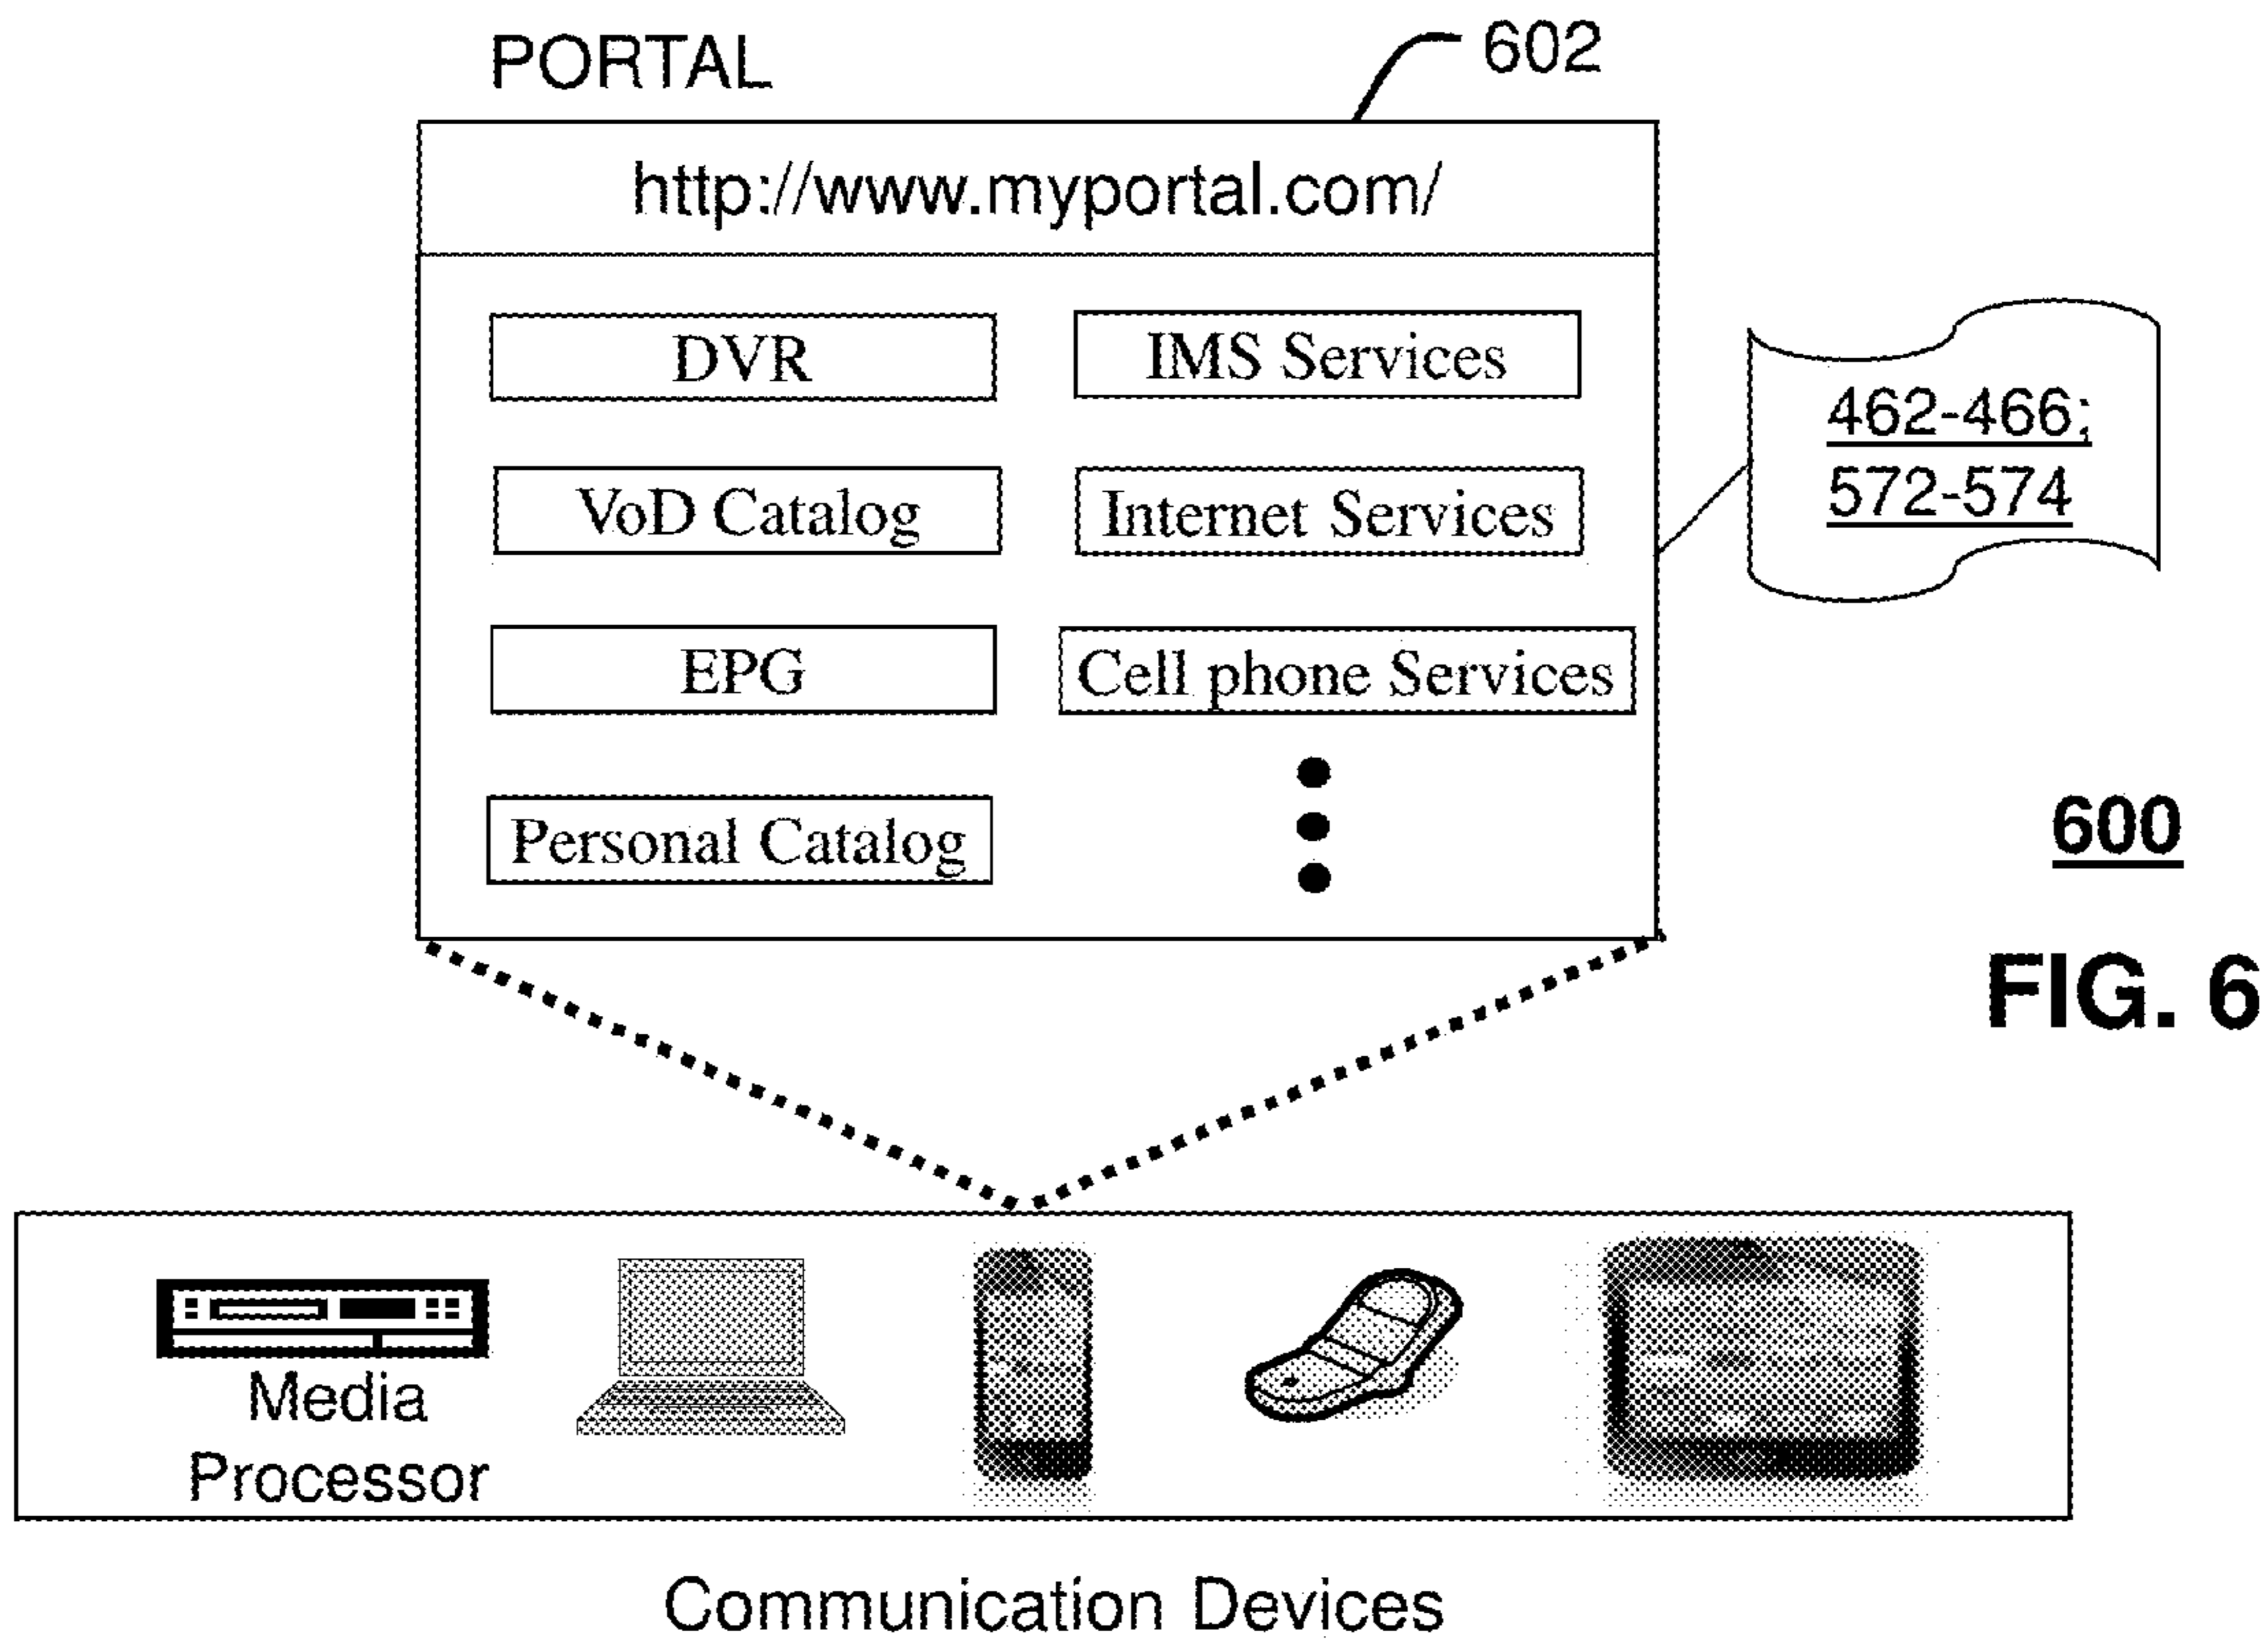 PORTAL
602
http://www.myportal.com/
DVR
IMS Services
VoD Catalog
Internet Services
EPG
Cell phone Services
Personal Catalog
462-466;
572-574
600
FIG. 6
Media
Processor
Communication Devices